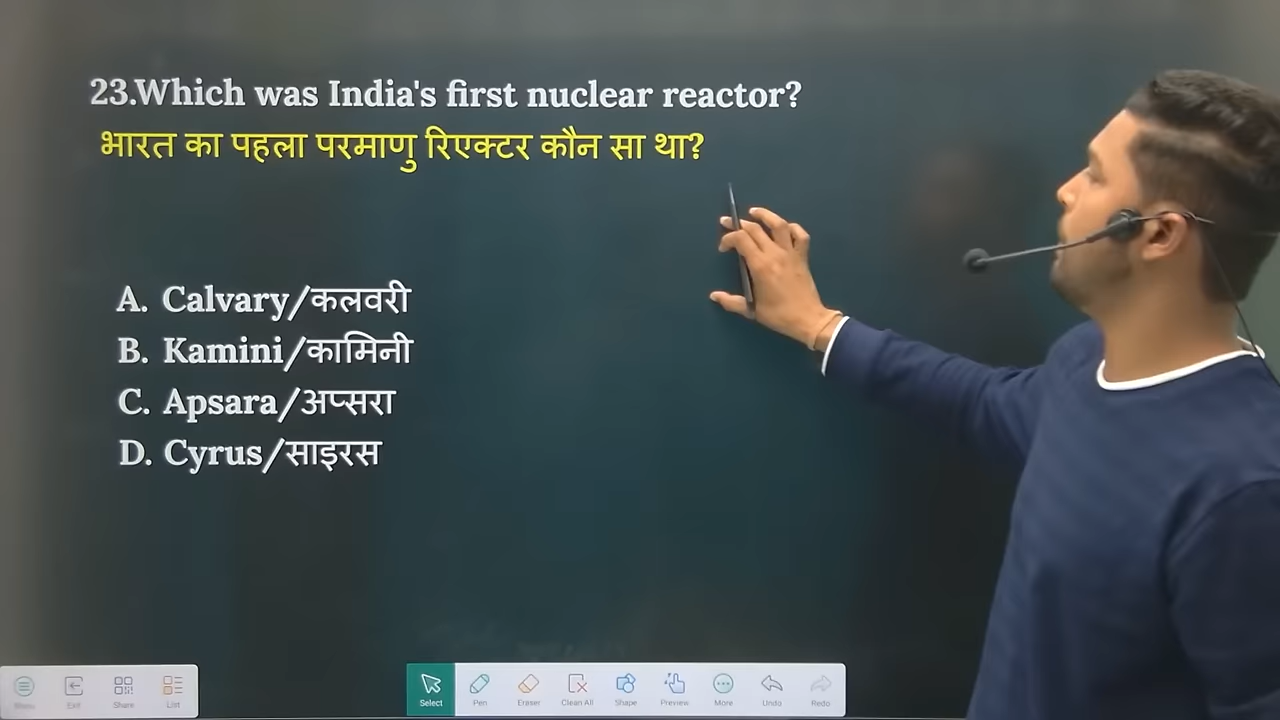 23.Which was India's first nuclear reactor?
भारत का पहला परमाणु रिएक्टर कौन सा था?
A. Calvary/कलवरी
B. Kamini/कामिनी
C. Apsara/अप्सरा
D. Cyrus/साइरस
Menu Exit Share List Select Pen Eraser Clean All Shape Preview More Undo Redo